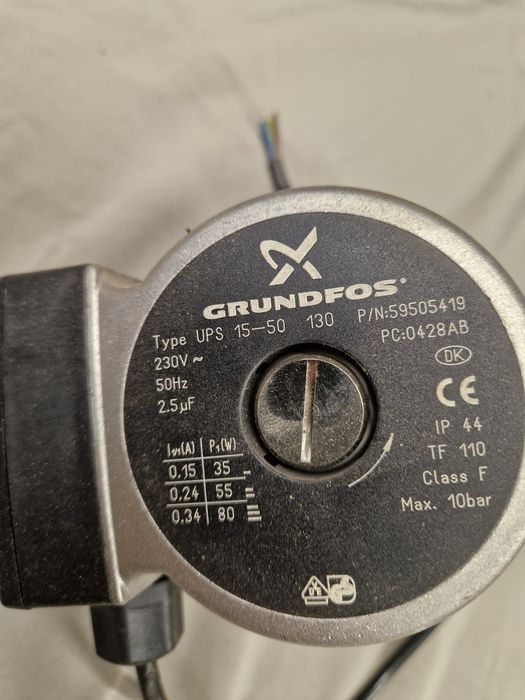 GRUNDFOS
Type UPS 15-50 130 P/N:59505419
230V~ PC:0428AB
50Hz DK
2.5µF CE
IP 44
TF 110
Class F
Max. 10bar
I1/1(A) P1(W)
0.15 35
0.24 55
0.34 80